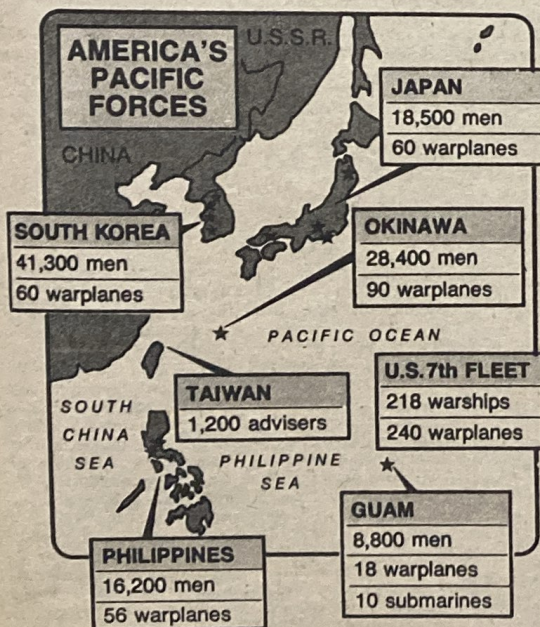 AMERICA'S
PACIFIC
FORCES
U.S.S.R.
CHINA
JAPAN
18,500 men
60 warplanes
SOUTH KOREA
41,300 men
60 warplanes
OKINAWA
28,400 men
90 warplanes
PACIFIC OCEAN
U.S. 7th FLEET
218 warships
240 warplanes
TAIWAN
1,200 advisers
SOUTH
CHINA
SEA
PHILIPPINE
SEA
GUAM
8,800 men
18 warplanes
10 submarines
PHILIPPINES
16,200 men
56 warplanes